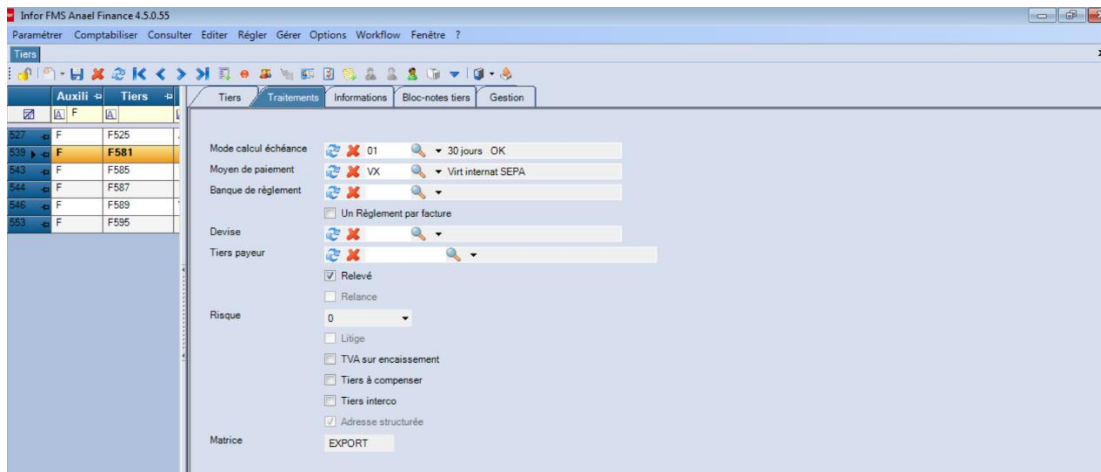 Infor FMS Anael Finance 4.5.0.55
Paramétrer Comptabiliser Consulter Editer Régler Gérer Options Workflow Fenêtre ?
Tiers
Auxili Tiers
F
527 F F525
539 F F581
543 F F585
544 F F587
546 F F589
553 F F595
Tiers Traitements Informations Bloc-notes tiers Gestion
Mode calcul échéance 01 30 jours OK
Moyen de paiement VX Virt internat SEPA
Banque de règlement
Un Règlement par facture
Devise
Tiers payeur
Relevé
Relance
Risque 0
Litige
TVA sur encaissement
Tiers à compenser
Tiers interco
Adresse structurée
Matrice EXPORT